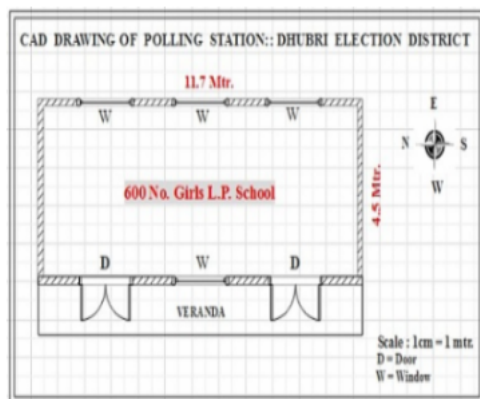 CAD DRAWING OF POLLING STATION:: DHUBRI ELECTION DISTRICT
11.7 Mtr.
W W W
E
N S
W
600 No. Girls L.P. School
4.5 Mtr.
D W D
VERANDA
Scale : 1cm = 1 mtr.
D = Door
W = Window